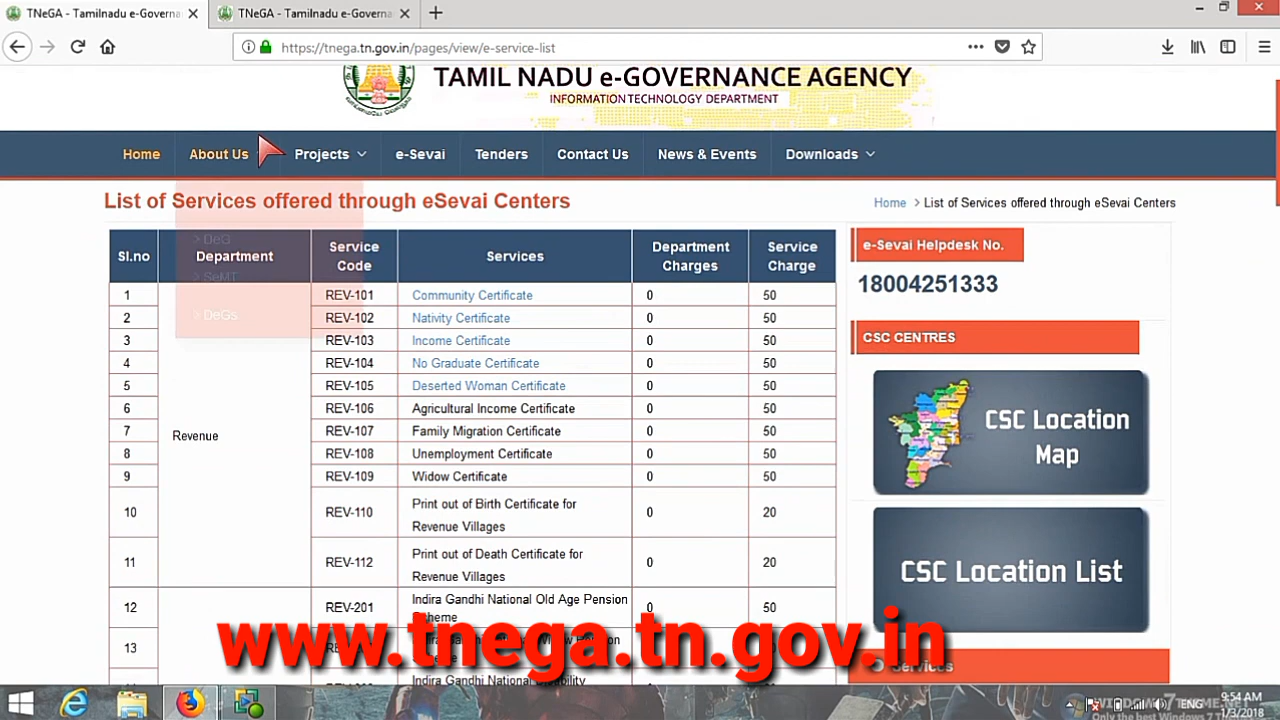 TNeGA - Tamilnadu e-Governa
TNeGA - Tamilnadu e-Governa
https://tnega.tn.gov.in/pages/view/e-service-list
TAMIL NADU e-GOVERNANCE AGENCY
INFORMATION TECHNOLOGY DEPARTMENT
Home About Us Projects e-Sevai Tenders Contact Us News & Events Downloads
List of Services offered through eSevai Centers
Home > List of Services offered through eSevai Centers
> DeG
> SeMT
> DeGs
Sl.no Department Service Code Services Department Charges Service Charge
1 REV-101 Community Certificate 0 50
2 REV-102 Nativity Certificate 0 50
3 REV-103 Income Certificate 0 50
4 REV-104 No Graduate Certificate 0 50
5 REV-105 Deserted Woman Certificate 0 50
6 REV-106 Agricultural Income Certificate 0 50
7 Revenue REV-107 Family Migration Certificate 0 50
8 REV-108 Unemployment Certificate 0 50
9 REV-109 Widow Certificate 0 50
10 REV-110 Print out of Birth Certificate for Revenue Villages 0 20
11 REV-112 Print out of Death Certificate for Revenue Villages 0 20
12 REV-201 Indira Gandhi National Old Age Pension Scheme 0 50
13
Indira Gandhi National
e-Sevai Helpdesk No.
18004251333
CSC CENTRES
CSC Location Map
CSC Location List
Services
www.tnega.tn.gov.in
ENG
9:54 AM
1/3/2018